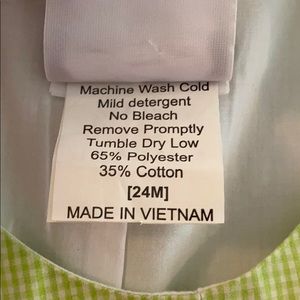 Machine Wash Cold
Mild detergent
No Bleach
Remove Promptly
Tumble Dry Low
65% Polyester
35% Cotton
[24M]
MADE IN VIETNAM